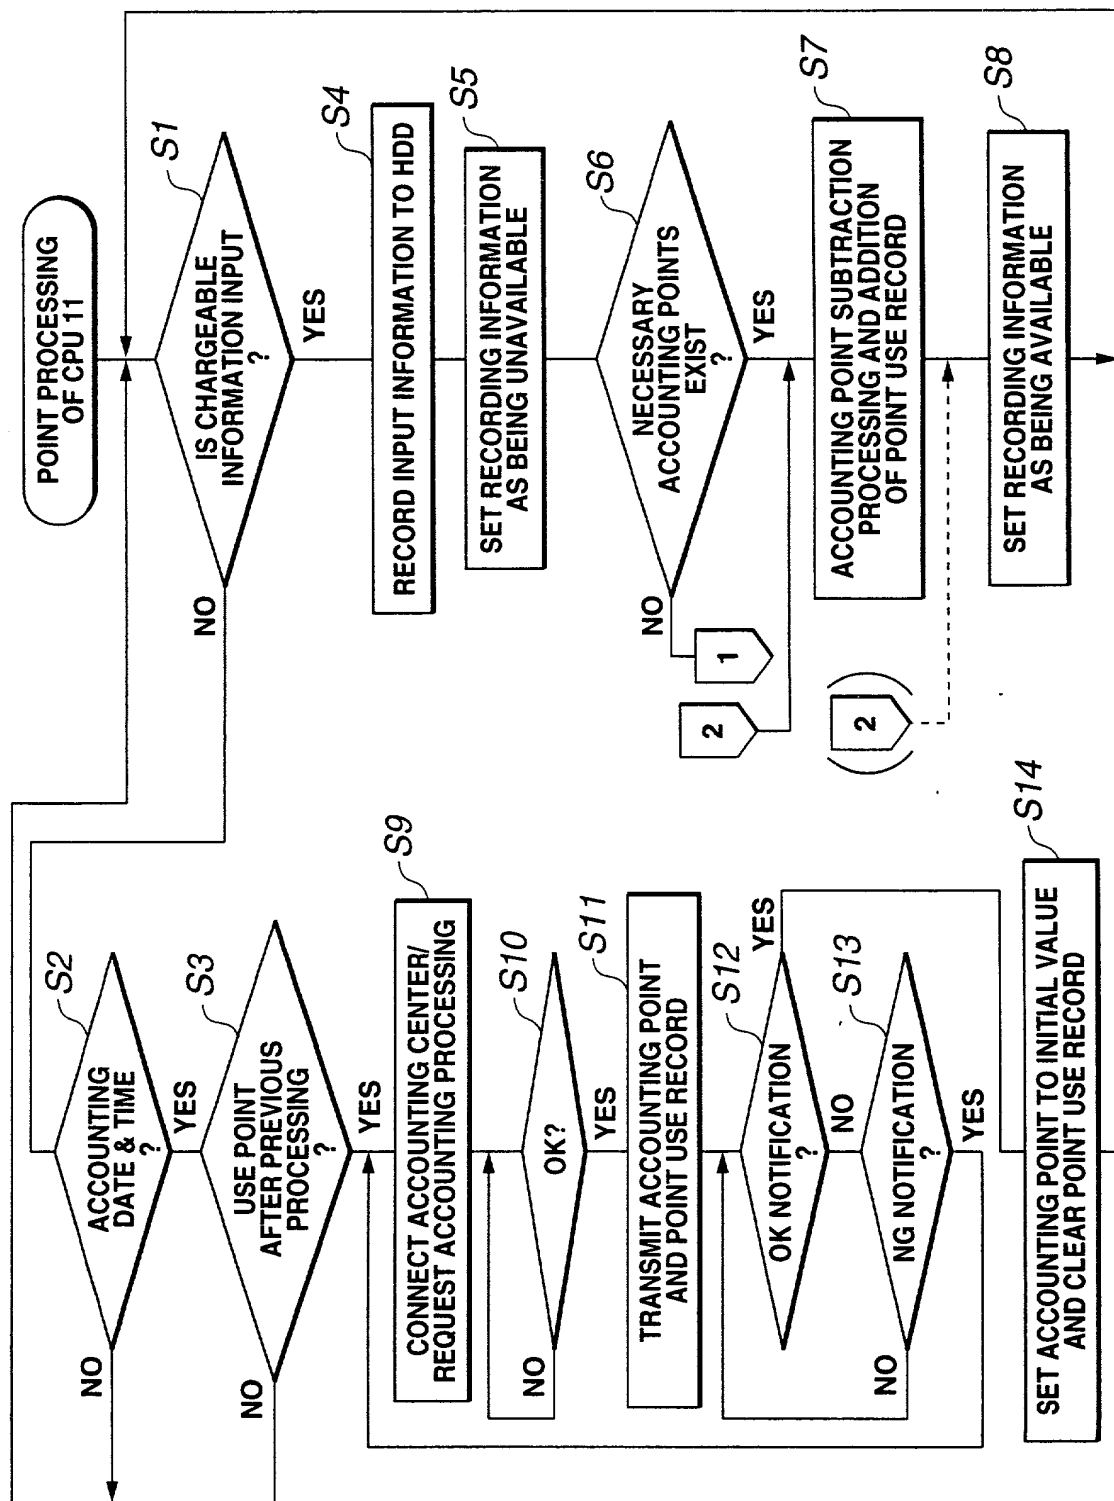 POINT PROCESSING
OF CPU 11
S1
IS CHARGEABLE
INFORMATION INPUT
?
NO
YES
S4
RECORD INPUT INFORMATION TO HDD
S5
SET RECORDING INFORMATION
AS BEING UNAVAILABLE
S6
NECESSARY
ACCOUNTING POINTS
EXIST
?
NO
YES
1
2
S7
ACCOUNTING POINT SUBTRACTION
PROCESSING AND ADDITION
OF POINT USE RECORD
(2)
S8
SET RECORDING INFORMATION
AS BEING AVAILABLE
S2
ACCOUNTING
DATE & TIME
?
NO
YES
S3
USE POINT
AFTER PREVIOUS
PROCESSING
?
NO
YES
S9
CONNECT ACCOUNTING CENTER/
REQUEST ACCOUNTING PROCESSING
S10
OK?
NO
YES
S11
TRANSMIT ACCOUNTING POINT
AND POINT USE RECORD
S12
OK NOTIFICATION
?
YES
NO
S13
NG NOTIFICATION
?
NO
YES
S14
SET ACCOUNTING POINT TO INITIAL VALUE
AND CLEAR POINT USE RECORD